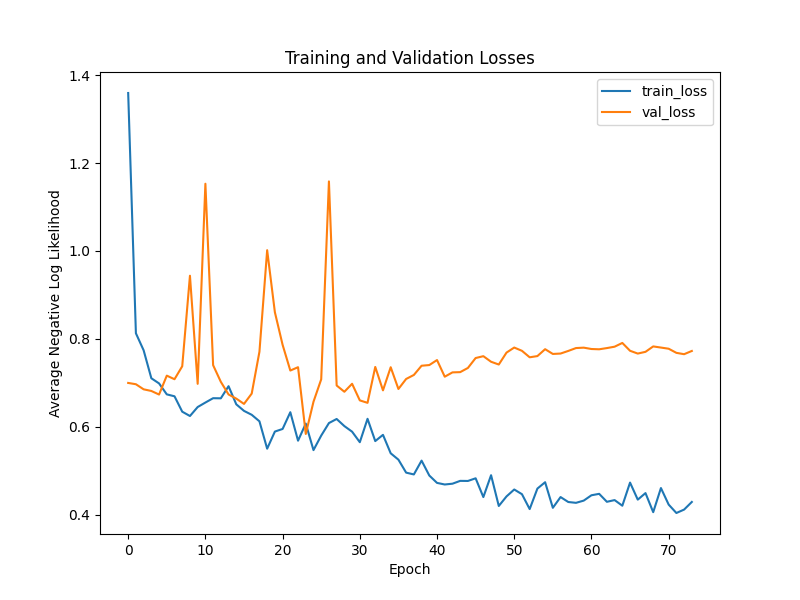 Training and Validation Losses
train_loss
val_loss
1.4
1.2
1.0
0.8
0.6
0.4
Average Negative Log Likelihood
0 10 20 30 40 50 60 70
Epoch